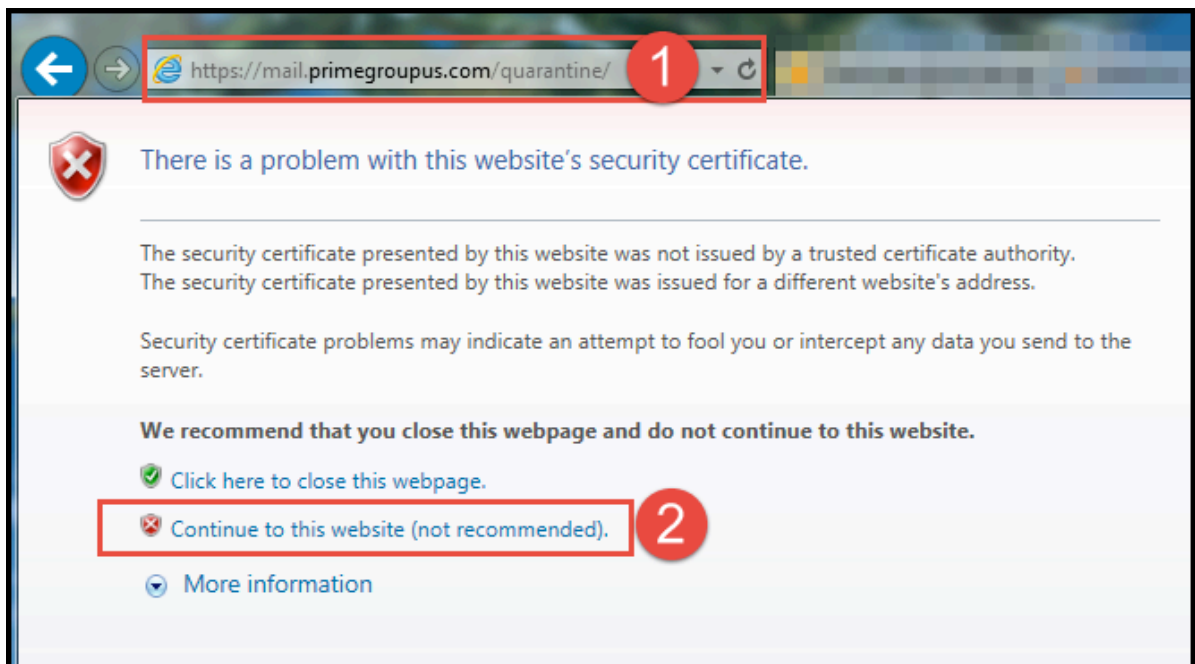 https://mail.primegroupus.com/quarantine/
1
There is a problem with this website's security certificate.
The security certificate presented by this website was not issued by a trusted certificate authority.
The security certificate presented by this website was issued for a different website's address.
Security certificate problems may indicate an attempt to fool you or intercept any data you send to the
server.
We recommend that you close this webpage and do not continue to this website.
Click here to close this webpage.
Continue to this website (not recommended).
2
More information